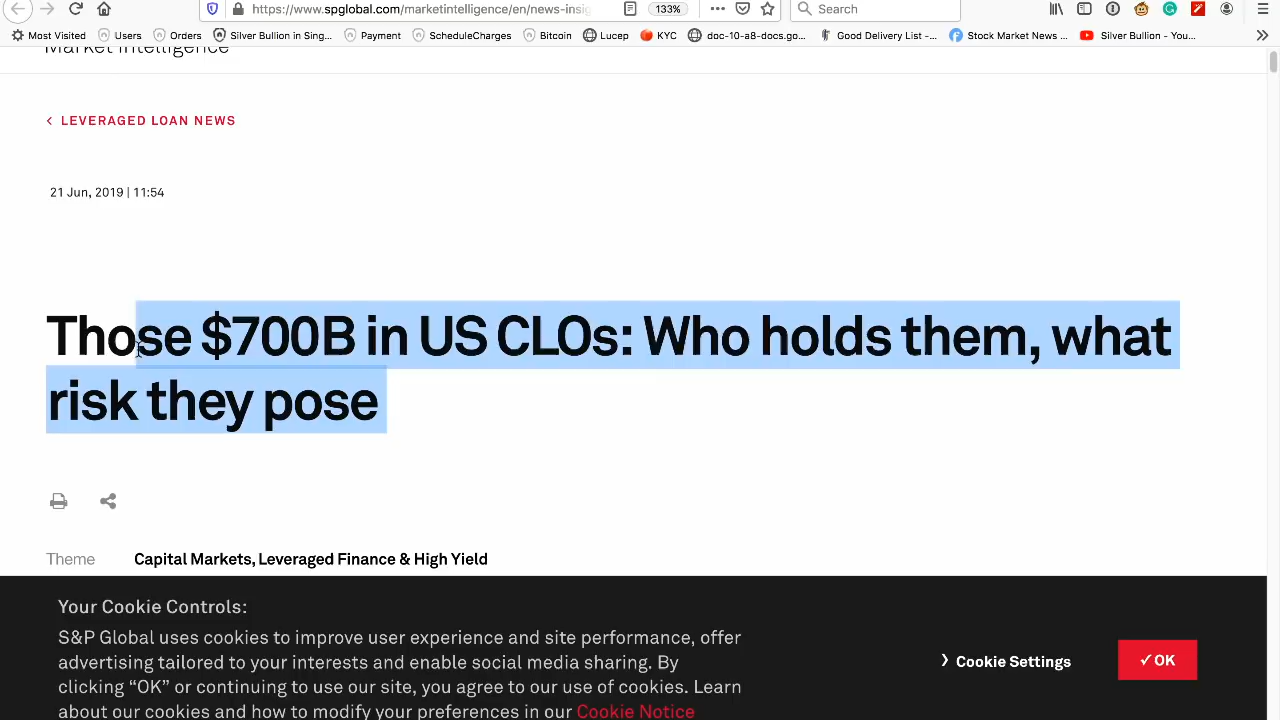 https://www.spglobal.com/marketintelligence/en/news-insig
133%
Search
Most Visited
Users
Orders
Silver Bullion in Sing...
Payment
ScheduleCharges
Bitcoin
Lucep
KYC
doc-10-a8-docs.go...
Good Delivery List -...
Stock Market News ...
Silver Bullion - You...
Market Intelligence
LEVERAGED LOAN NEWS
21 Jun, 2019 | 11:54
Those $700B in US CLOs: Who holds them, what
risk they pose
Theme
Capital Markets, Leveraged Finance & High Yield
Your Cookie Controls:
S&P Global uses cookies to improve user experience and site performance, offer
advertising tailored to your interests and enable social media sharing. By
clicking “OK” or continuing to use our site, you agree to our use of cookies. Learn
about our cookies and how to modify your preferences in our Cookie Notice
❯ Cookie Settings
✓OK